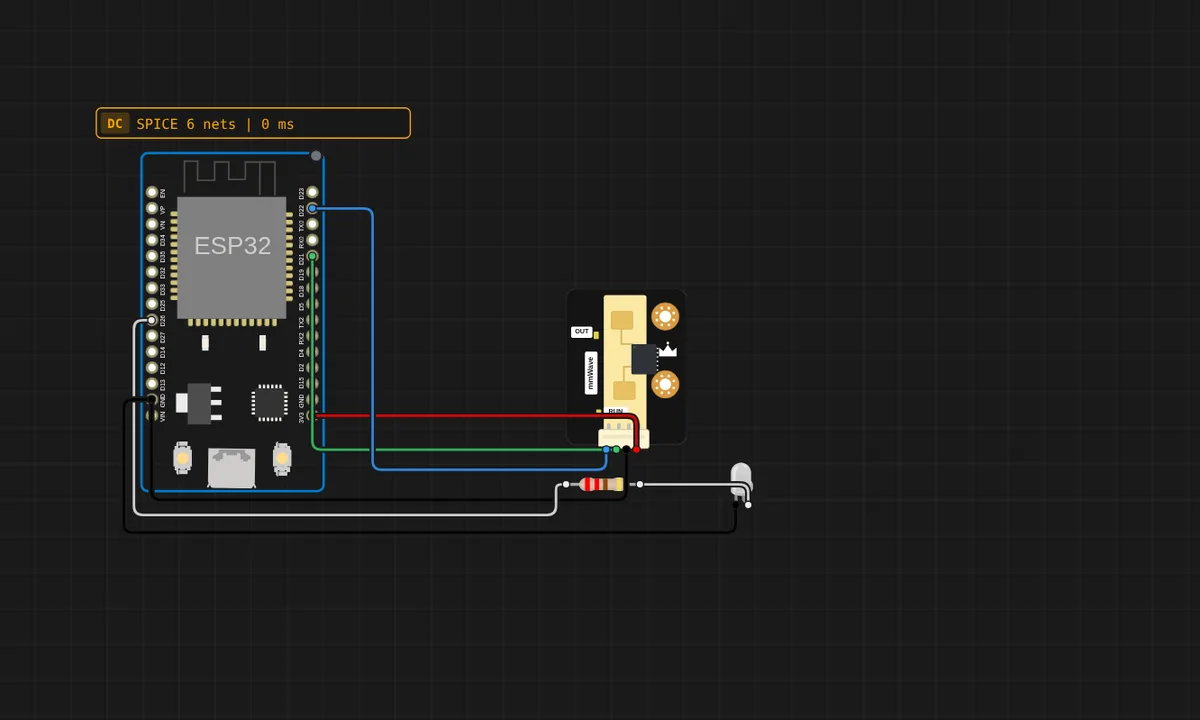 DC SPICE 6 nets | 0 ms
ESP32
EN
VP
VN
D34
D35
D32
D33
D25
D26
D27
D14
D12
D13
GND
VIN
D23
D22
TX0
RX0
D21
D19
D18
D5
TX2
RX2
D4
D2
D15
GND
3V3
OUT
mmWave
RUN